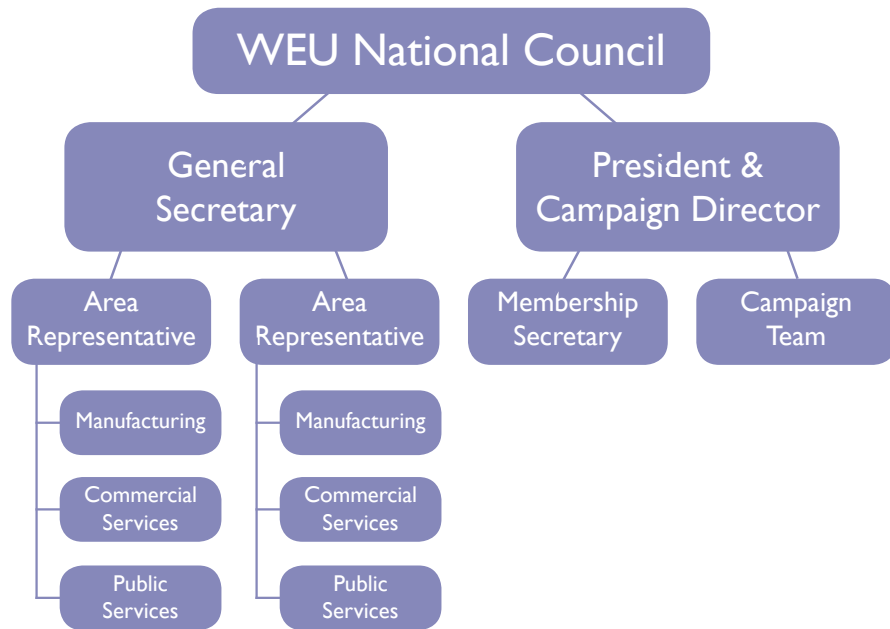 WEU National Council
General
Secretary
President &
Campaign Director
Area
Representative
Area
Representative
Membership
Secretary
Campaign
Team
Manufacturing
Manufacturing
Commercial
Services
Commercial
Services
Public
Services
Public
Services